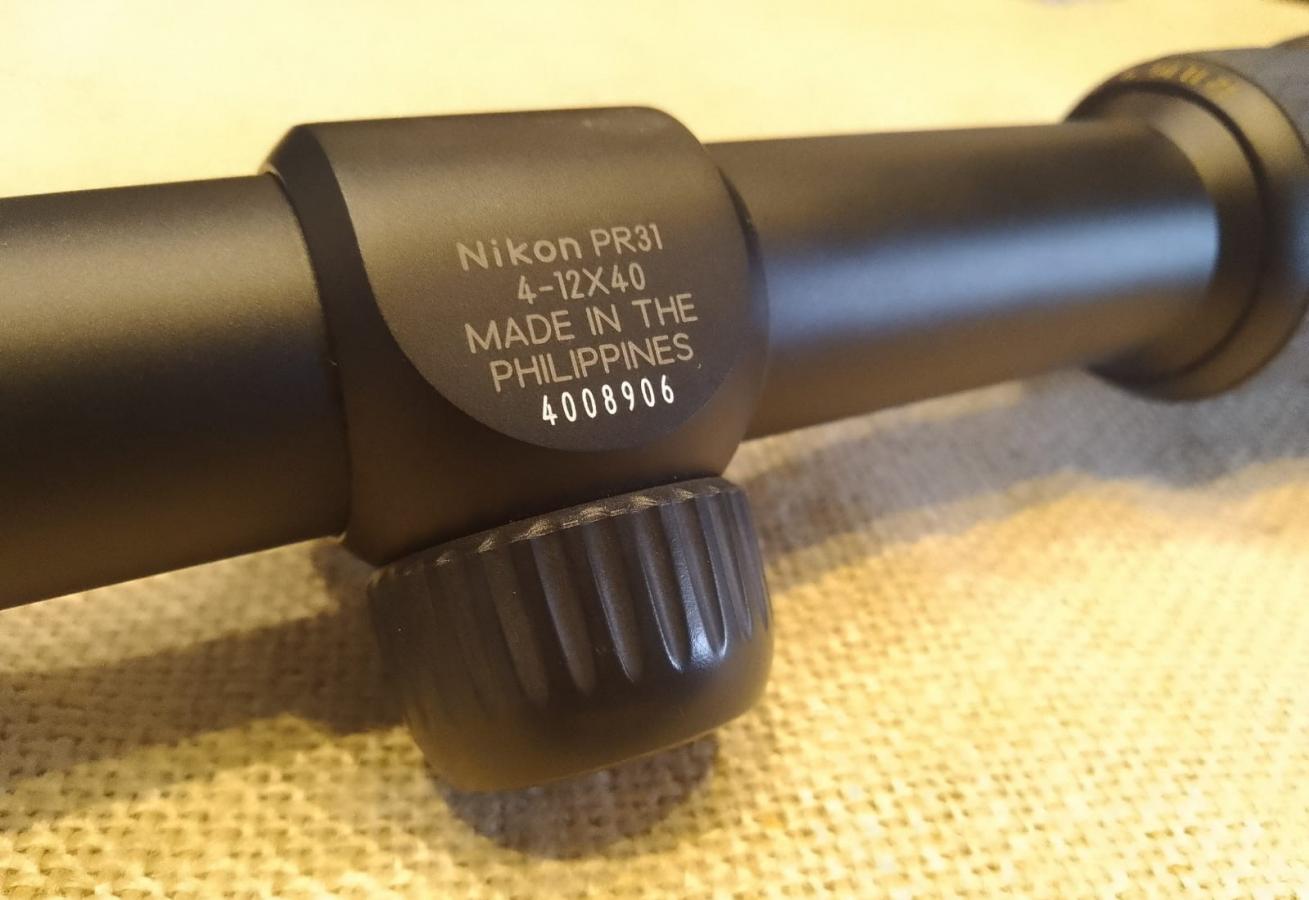 Nikon PR31
4-12X40
MADE IN THE
PHILIPPINES
4008906